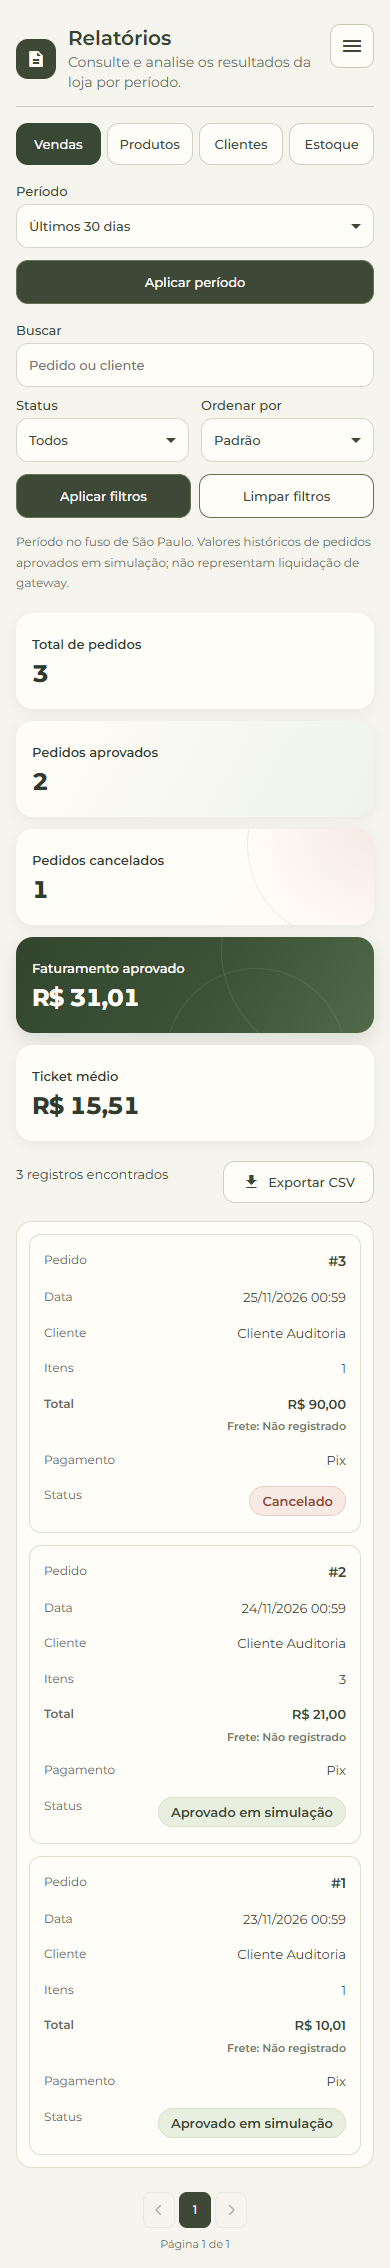 Relatórios
Consulte e analise os resultados da
loja por período.
Vendas
Produtos
Clientes
Estoque
Período
Últimos 30 dias
Aplicar período
Buscar
Pedido ou cliente
Status
Ordenar por
Todos
Padrão
Aplicar filtros
Limpar filtros
Período no fuso de São Paulo. Valores históricos de pedidos
aprovados em simulação; não representam liquidação de
gateway.
Total de pedidos
3
Pedidos aprovados
2
Pedidos cancelados
1
Faturamento aprovado
R$ 31,01
Ticket médio
R$ 15,51
3 registros encontrados
Exportar CSV
Pedido #3
Data 25/11/2026 00:59
Cliente Cliente Auditoria
Itens 1
Total R$ 90,00
Frete: Não registrado
Pagamento Pix
Status Cancelado
Pedido #2
Data 24/11/2026 00:59
Cliente Cliente Auditoria
Itens 3
Total R$ 21,00
Frete: Não registrado
Pagamento Pix
Status Aprovado em simulação
Pedido #1
Data 23/11/2026 00:59
Cliente Cliente Auditoria
Itens 1
Total R$ 10,01
Frete: Não registrado
Pagamento Pix
Status Aprovado em simulação
1
Página 1 de 1